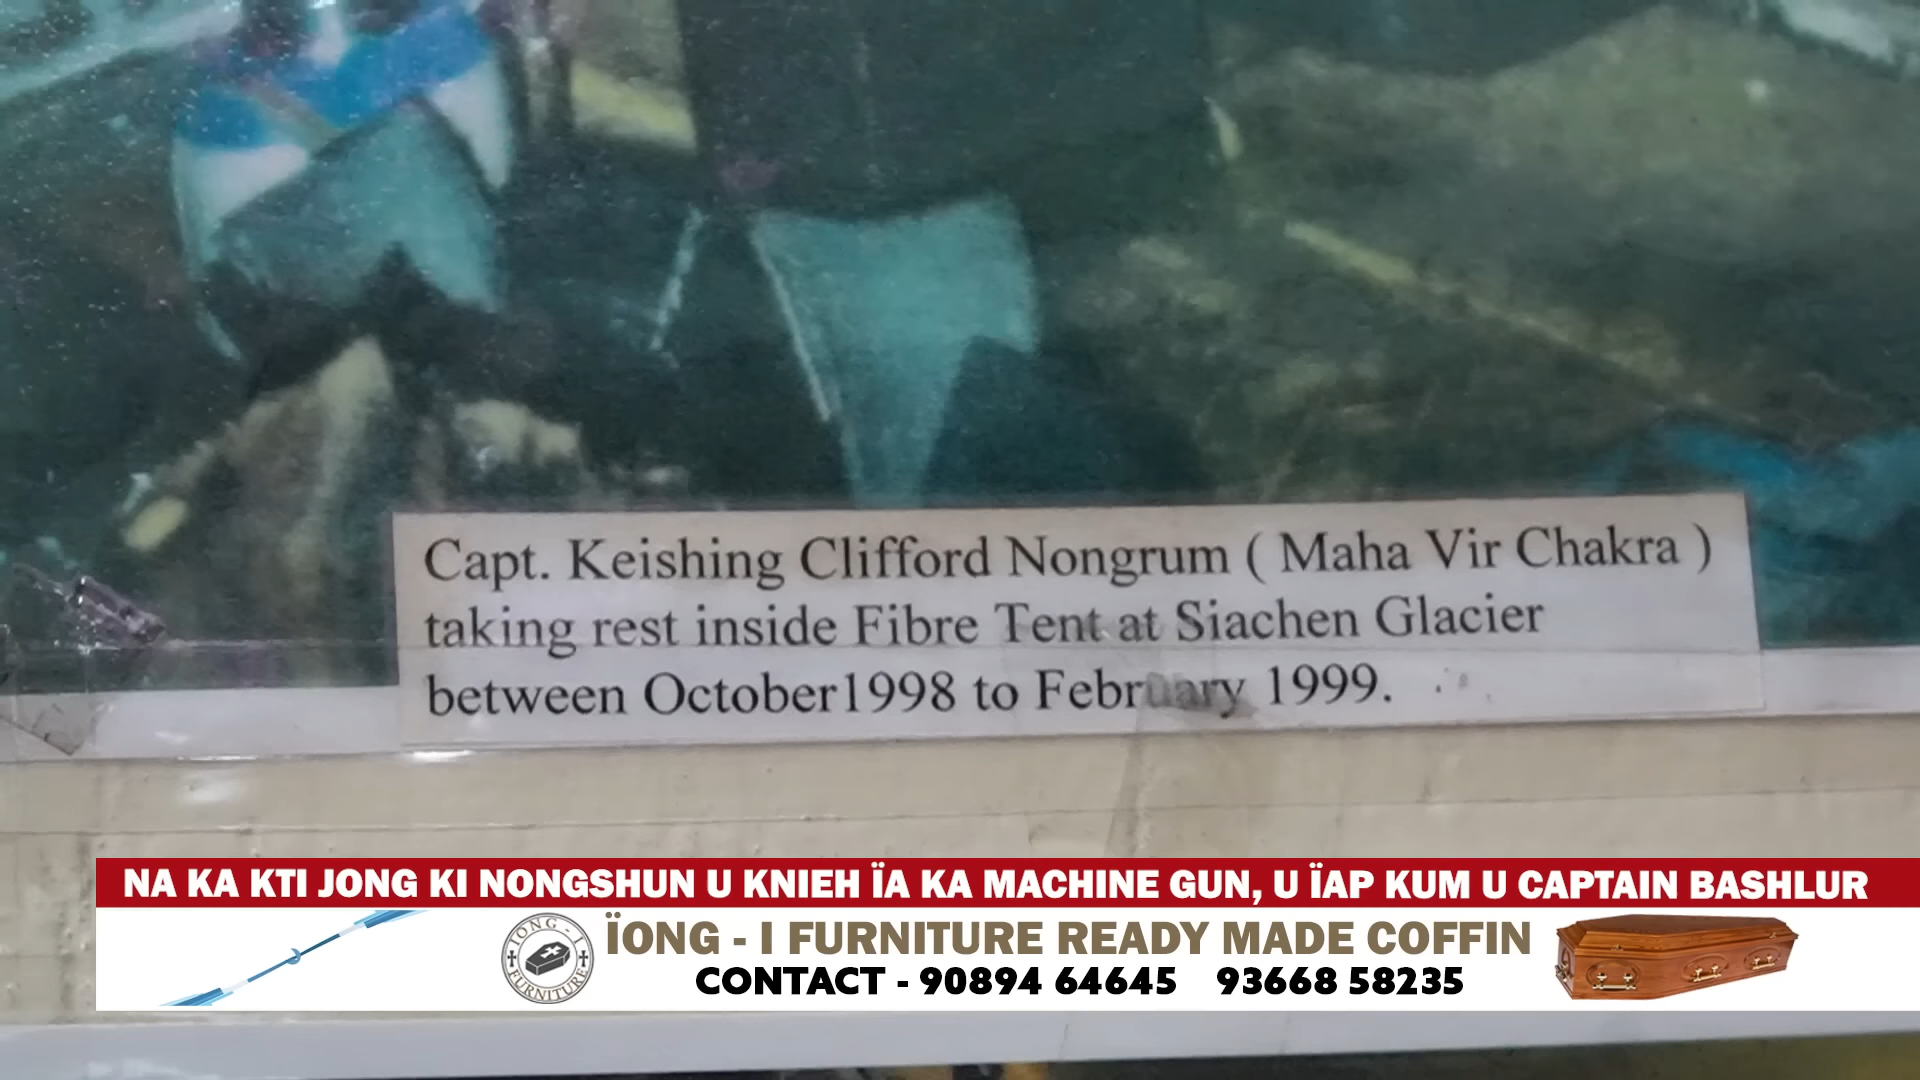 Capt. Keishing Clifford Nongrum ( Maha Vir Chakra )
taking rest inside Fibre Tent at Siachen Glacier
between October1998 to February 1999.
NA KA KTI JONG KI NONGSHUN U KNIEH ÏA KA MACHINE GUN, U ÏAP KUM U CAPTAIN BASHLUR
ÏONG - I
FURNITURE
ÏONG - I FURNITURE READY MADE COFFIN
CONTACT - 90894 64645 93668 58235